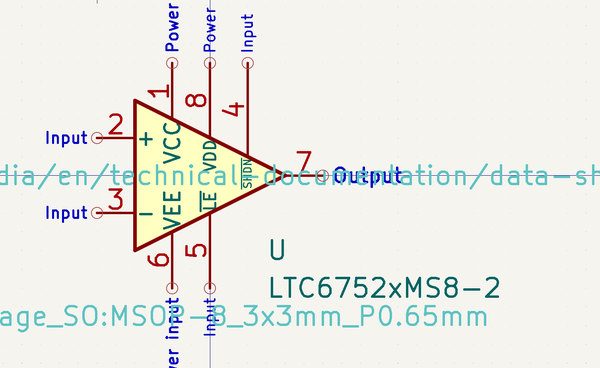 Power
Power
Input
1
8
4
Input
2
+
VCC
VDD
SHDN
7
Output
dia/en/technical-documentation/data-sh
Input
3
−
VEE
LE
6
5
U
LTC6752xMS8-2
age_SO:MSOP-8_3x3mm_P0.65mm
wer input
Input